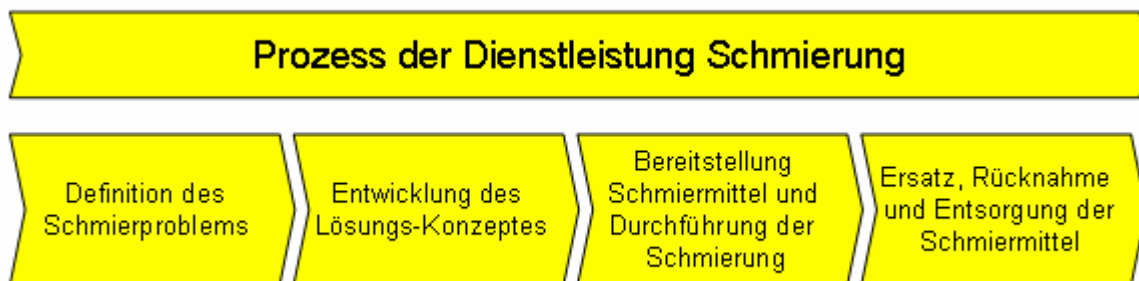 Prozess der Dienstleistung Schmierung
Definition des
Schmierproblems
Entwicklung des
Lösungs-Konzeptes
Bereitstellung
Schmiermittel und
Durchführung der
Schmierung
Ersatz, Rücknahme
und Entsorgung der
Schmiermittel